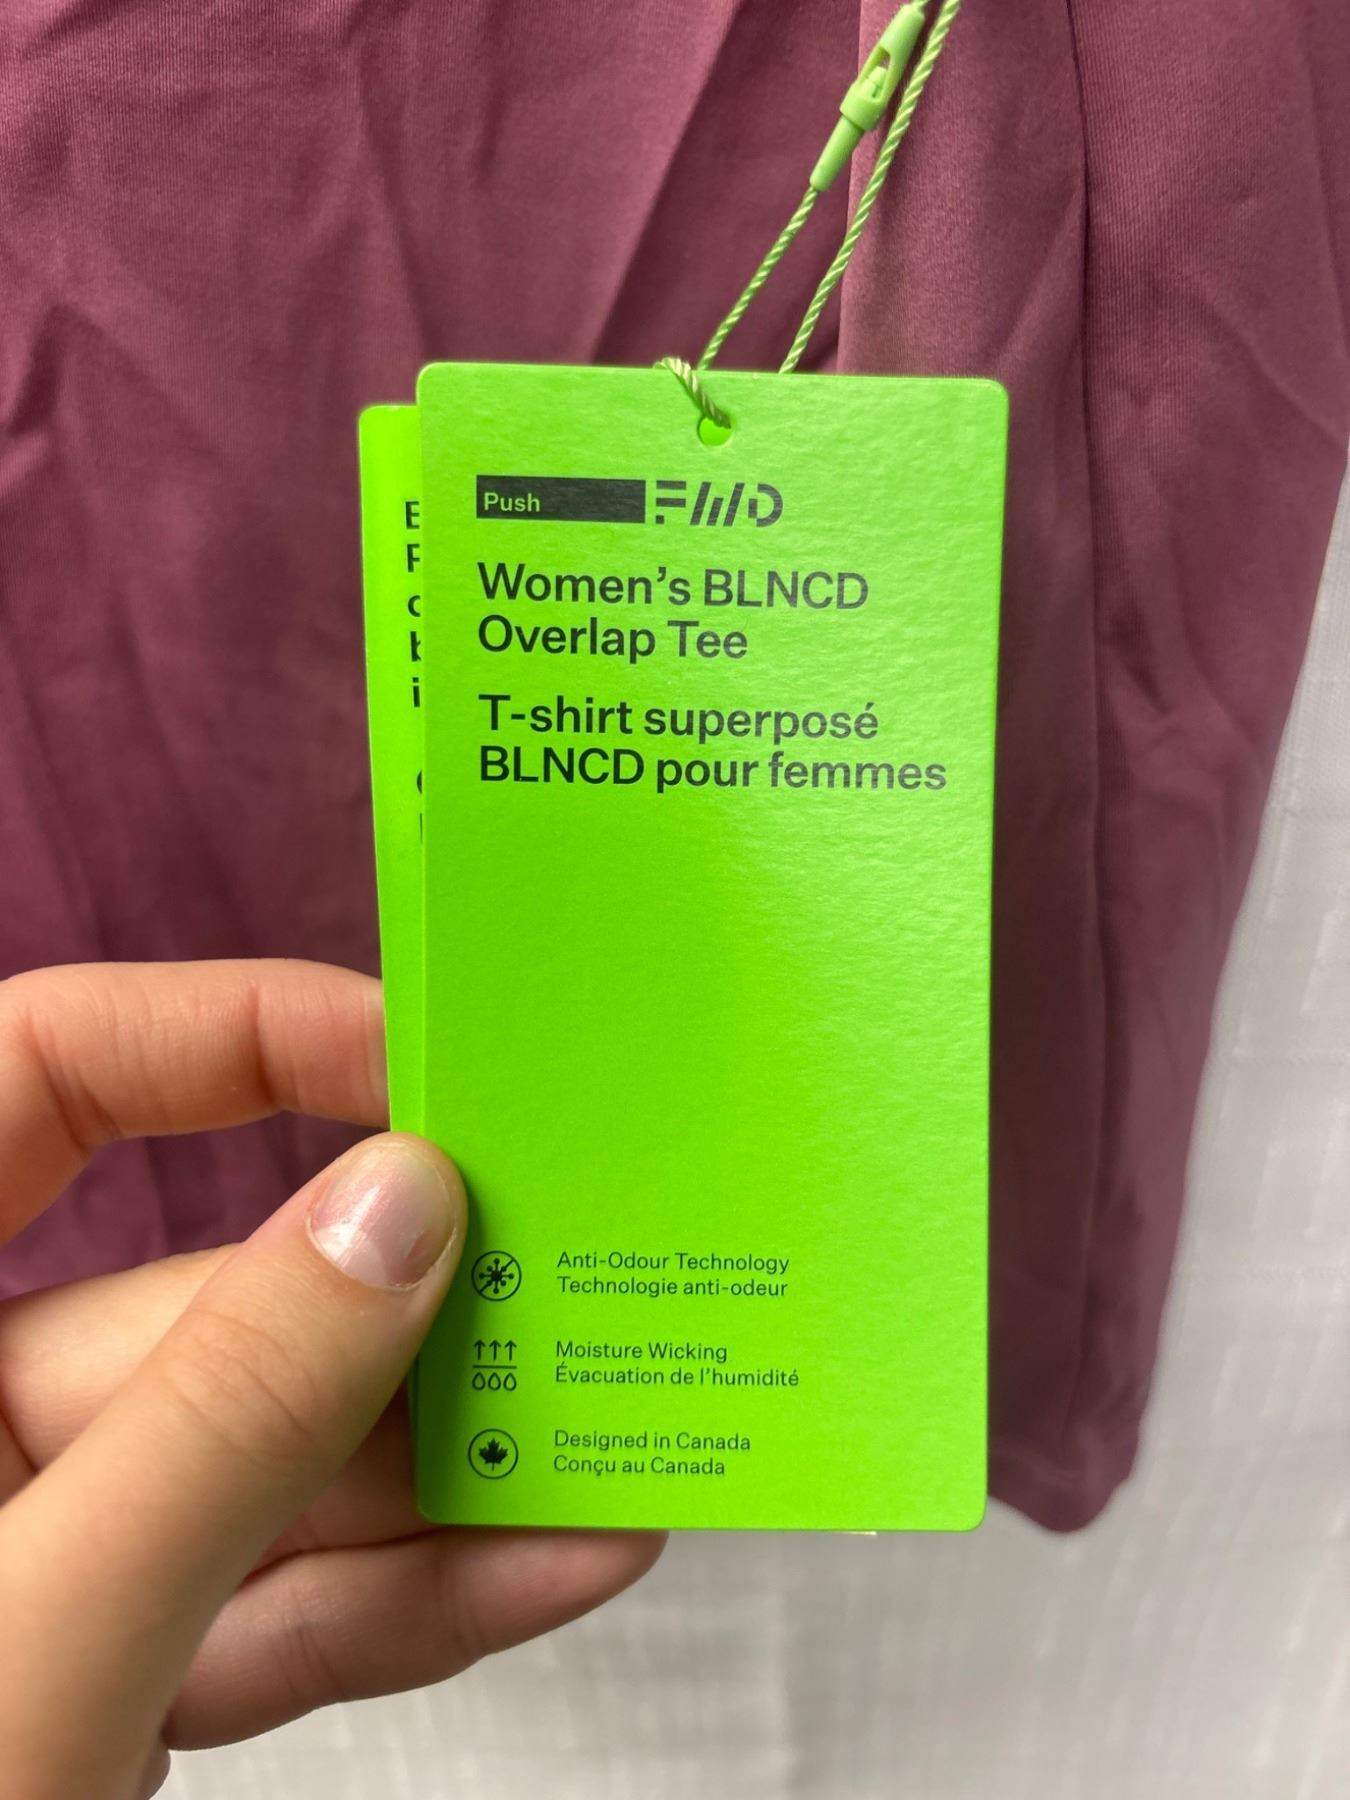 Push FWD
Women's BLNCD
Overlap Tee
T-shirt superposé
BLNCD pour femmes
Anti-Odour Technology
Technologie anti-odeur
Moisture Wicking
Évacuation de l'humidité
Designed in Canada
Conçu au Canada